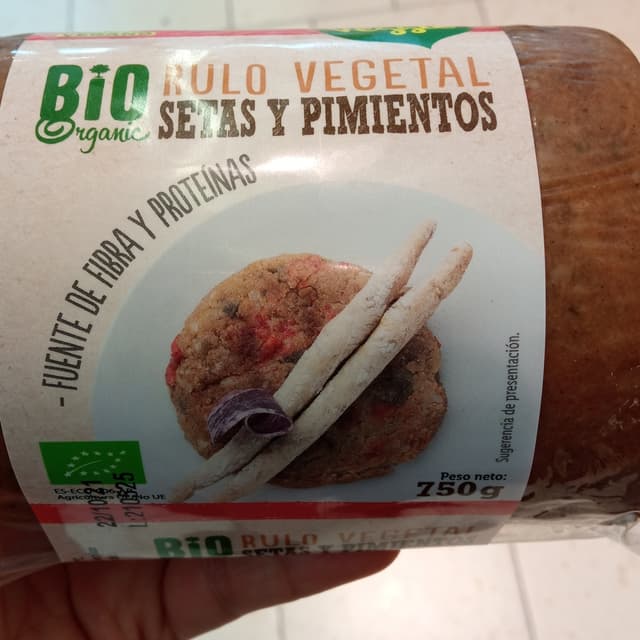 BiO
Organic
RULO VEGETAL
SETAS Y PIMIENTOS
- FUENTE DE FIBRA Y PROTEÍNAS
Sugerencia de presentación.
Peso neto:
750g
BiO
RULO VEGETAL
SETAS Y PIMIENTOS